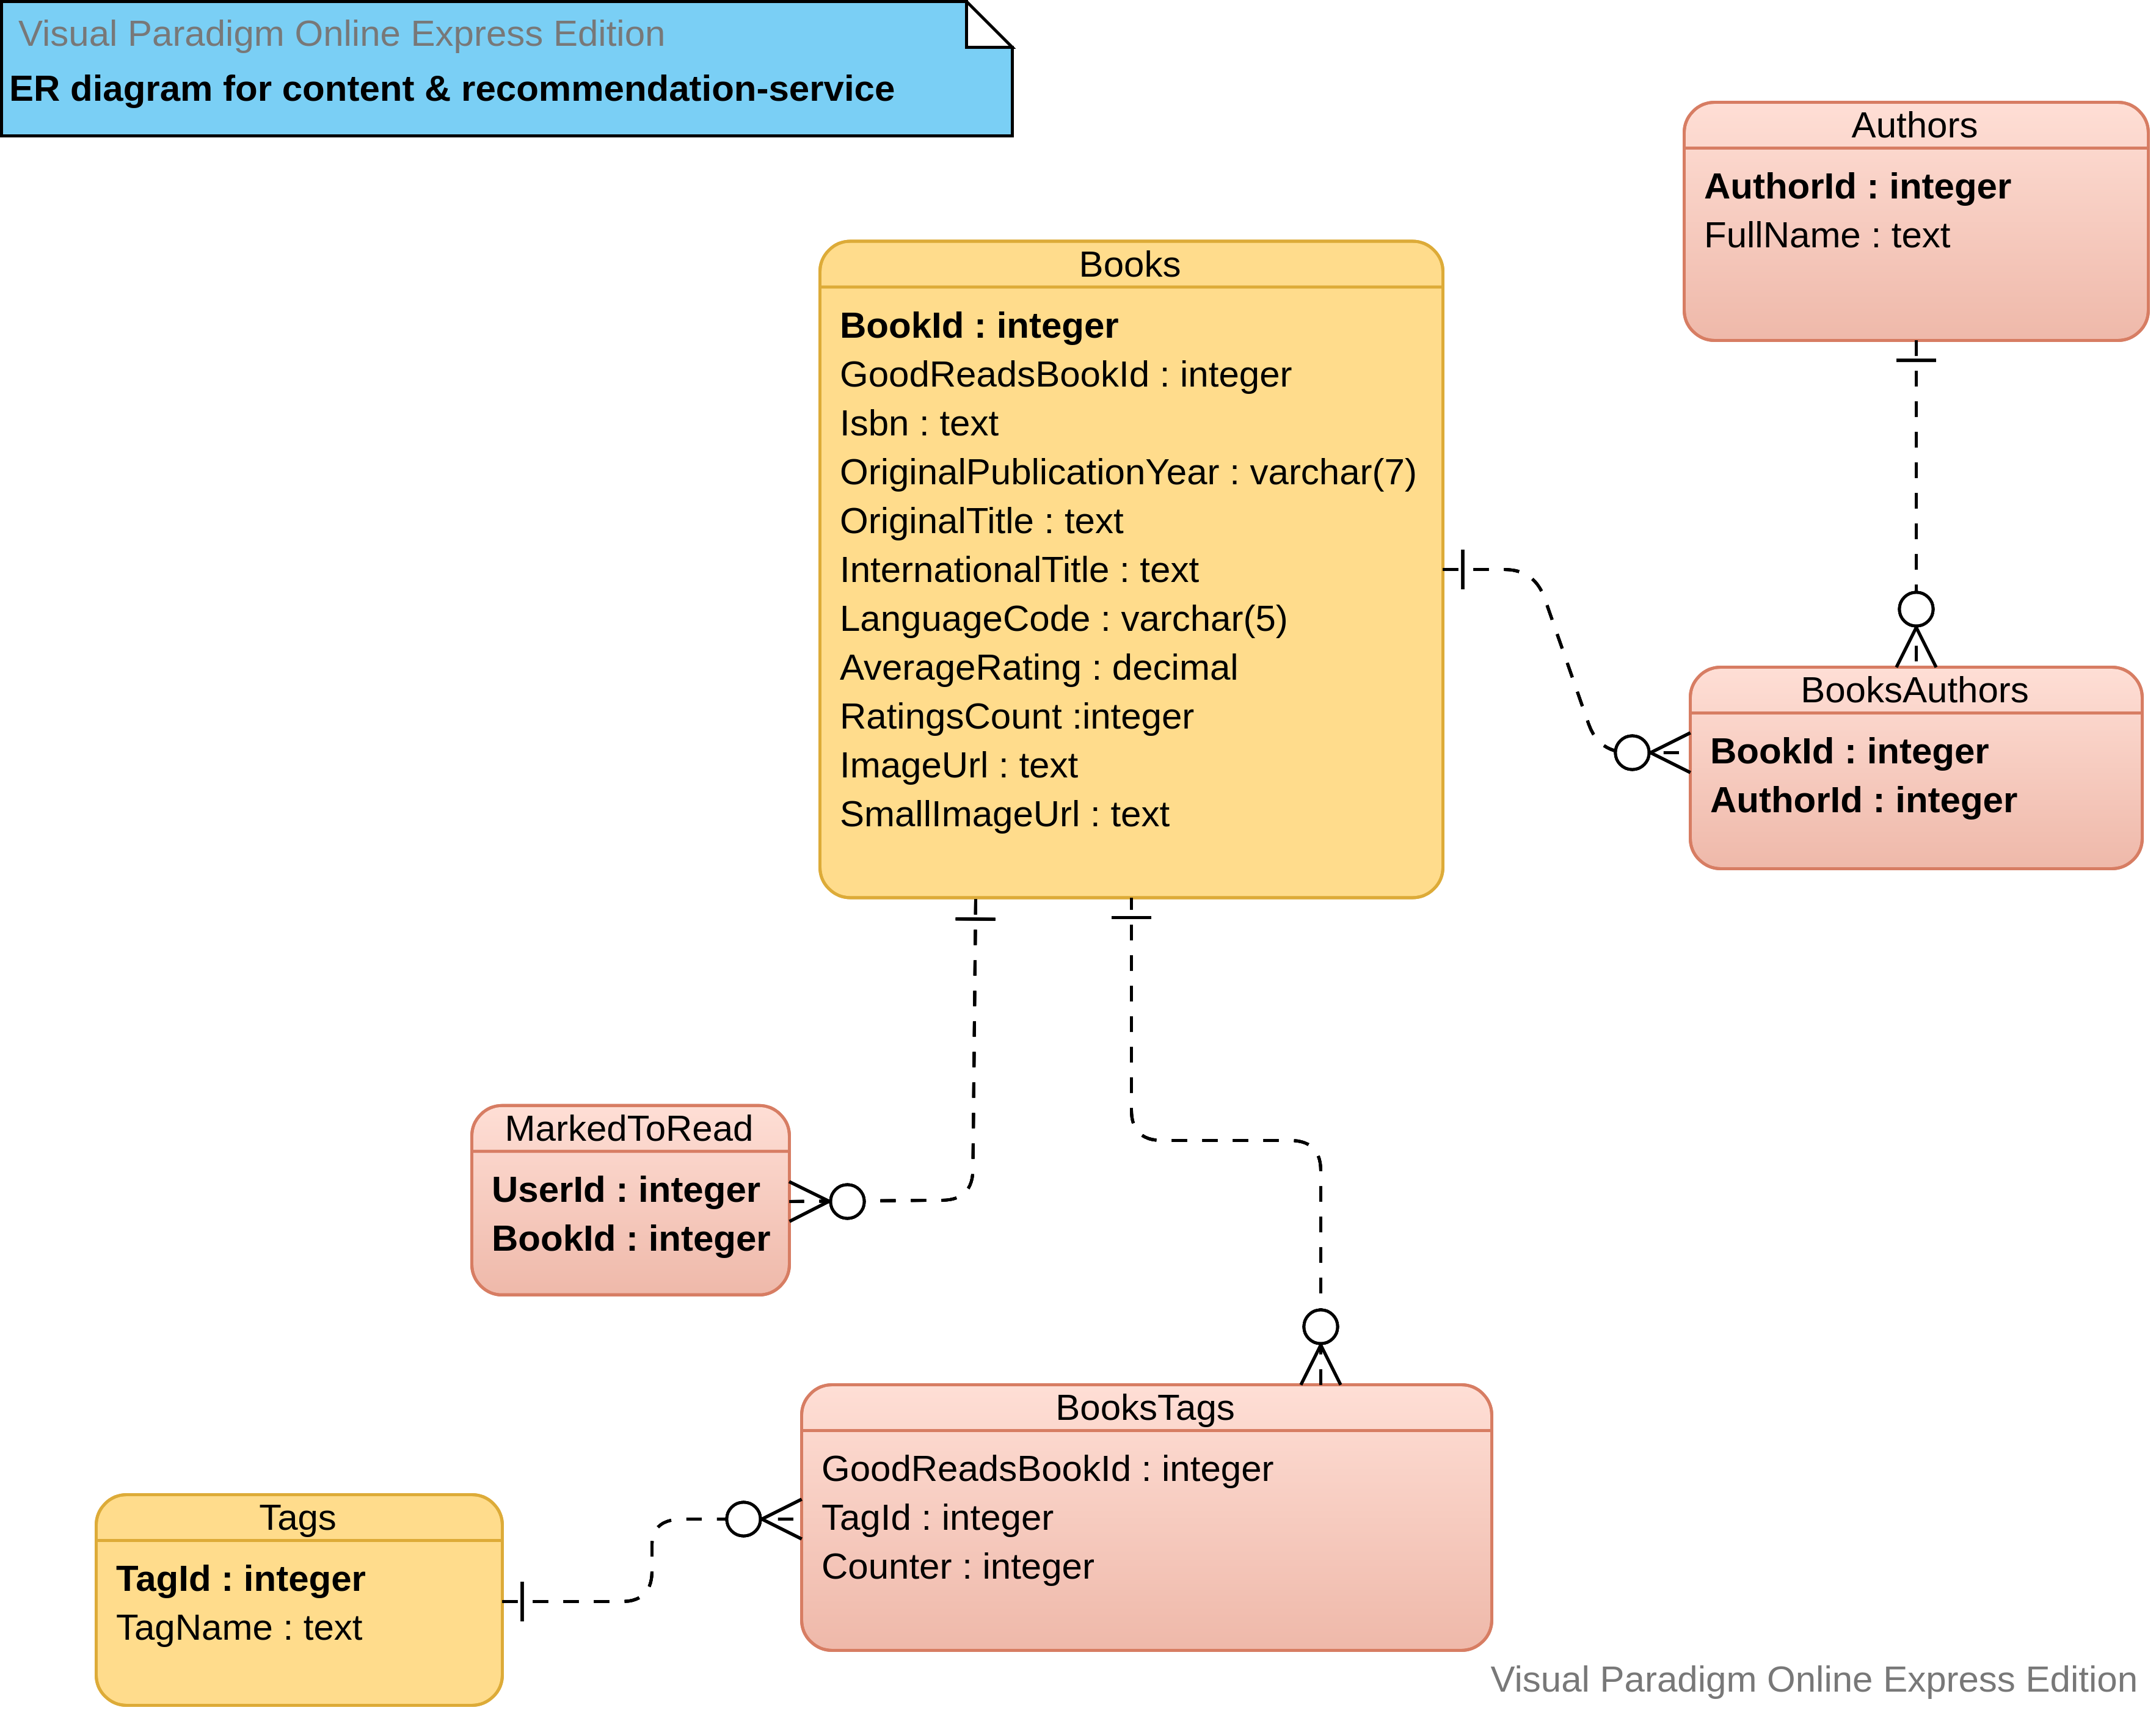 Visual Paradigm Online Express Edition
ER diagram for content & recommendation-service
Authors
AuthorId : integer
FullName : text
Books
BookId : integer
GoodReadsBookId : integer
Isbn : text
OriginalPublicationYear : varchar(7)
OriginalTitle : text
InternationalTitle : text
LanguageCode : varchar(5)
AverageRating : decimal
RatingsCount :integer
ImageUrl : text
SmallImageUrl : text
BooksAuthors
BookId : integer
AuthorId : integer
MarkedToRead
UserId : integer
BookId : integer
BooksTags
GoodReadsBookId : integer
TagId : integer
Counter : integer
Tags
TagId : integer
TagName : text
Visual Paradigm Online Express Edition